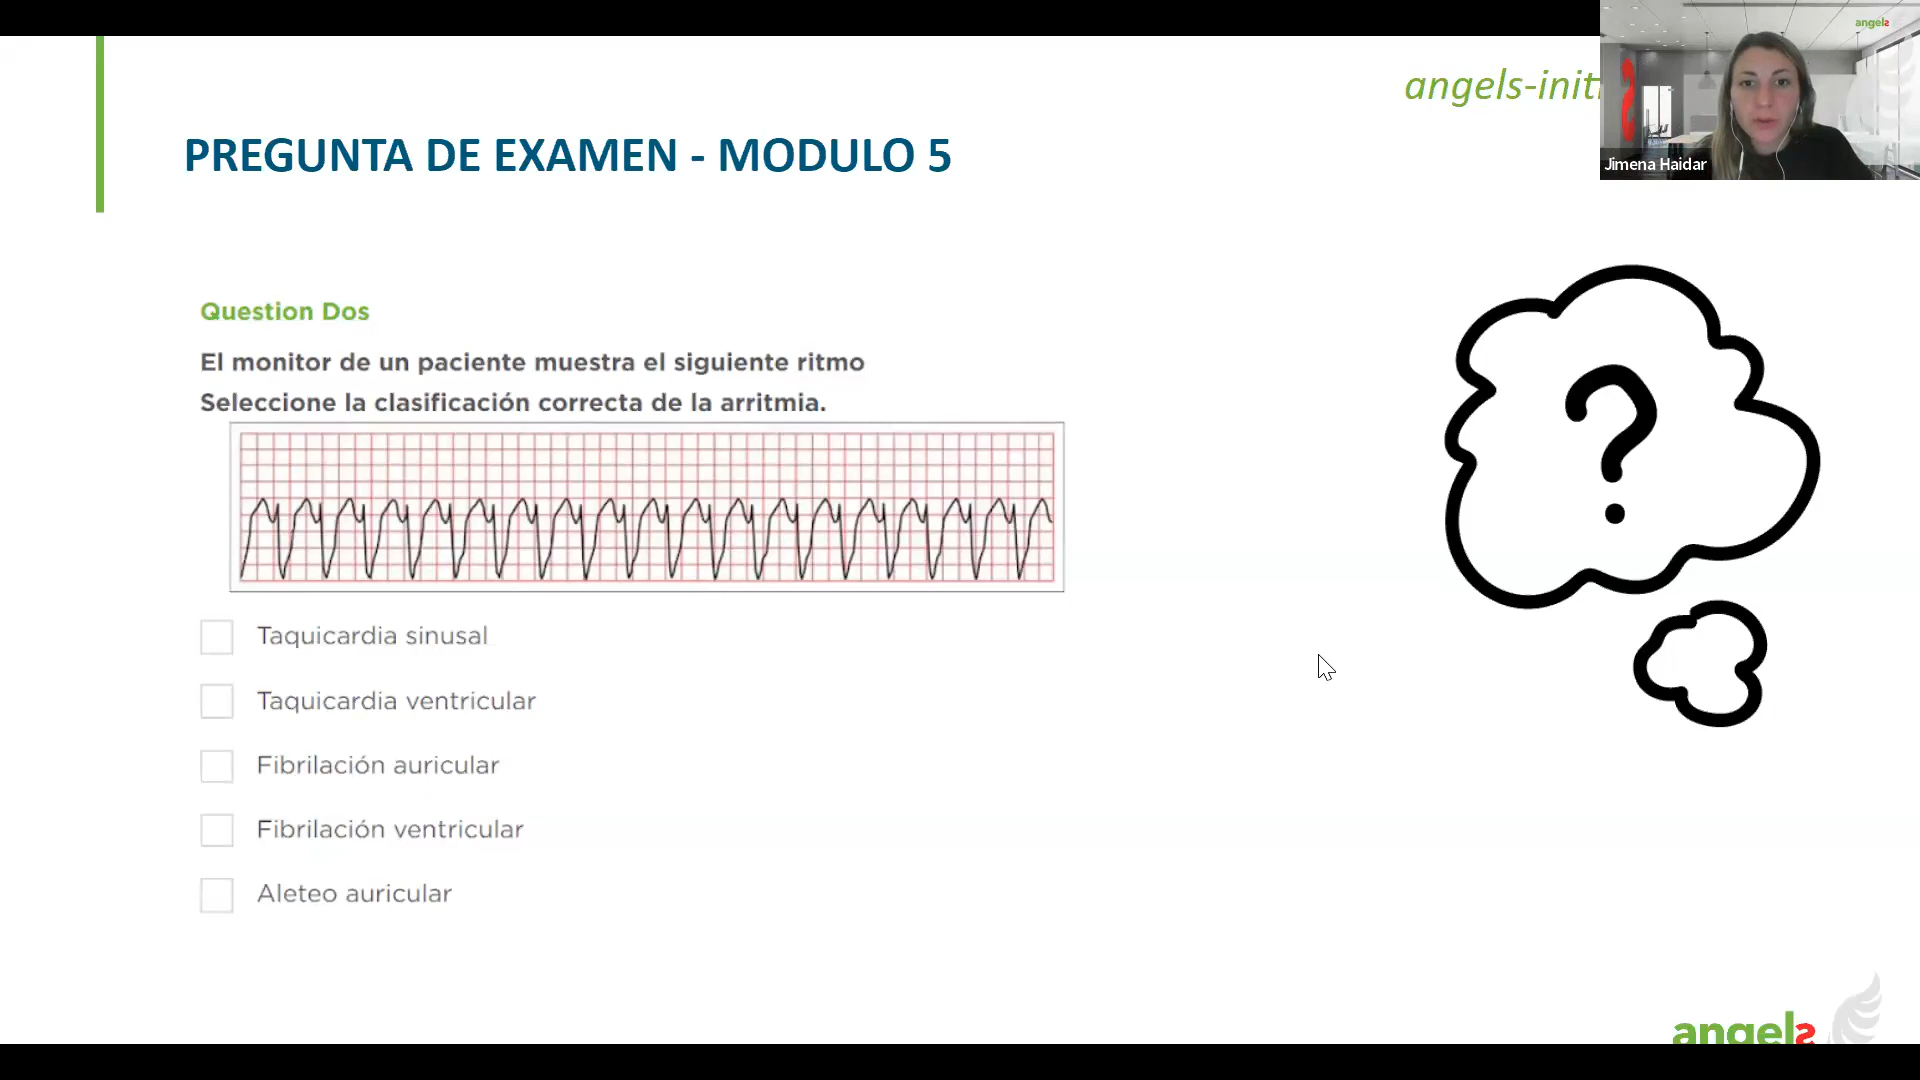 angels
angels-initi
Jimena Haidar
PREGUNTA DE EXAMEN - MODULO 5
Question Dos
El monitor de un paciente muestra el siguiente ritmo
Seleccione la clasificación correcta de la arritmia.
?
Taquicardia sinusal
Taquicardia ventricular
Fibrilación auricular
Fibrilación ventricular
Aleteo auricular
angels